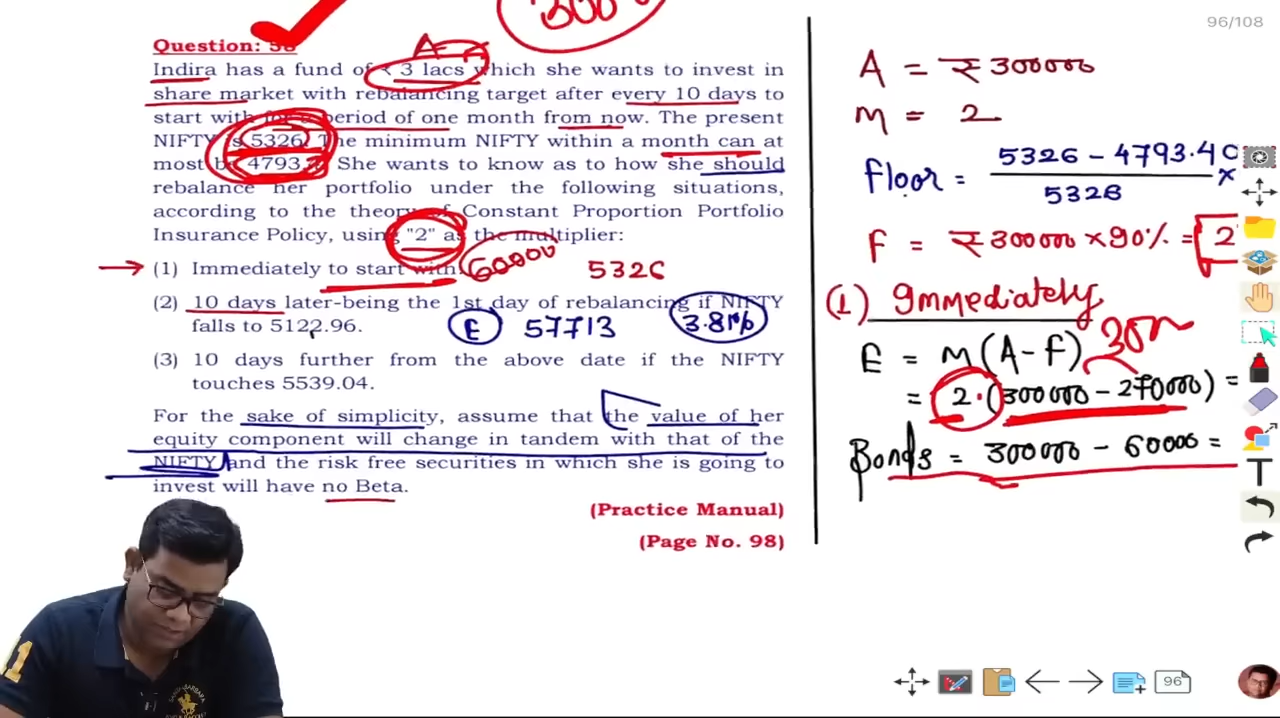 300
96/108
Question: 58
Indira has a fund of ₹ 3 lacs which she wants to invest in
share market with rebalancing target after every 10 days to
start with for a period of one month from now. The present
NIFTY is 5326. The minimum NIFTY within a month can at
most be 4793.4. She wants to know as to how she should
rebalance her portfolio under the following situations,
according to the theory of Constant Proportion Portfolio
Insurance Policy, using "2" as the multiplier:
(1) Immediately to start with. 60000 5326
(2) 10 days later-being the 1st day of rebalancing if NIFTY
falls to 5122.96. E 57713 3.81%
(3) 10 days further from the above date if the NIFTY
touches 5539.04.
For the sake of simplicity, assume that the value of her
equity component will change in tandem with that of the
NIFTY and the risk free securities in which she is going to
invest will have no Beta.
(Practice Manual)
(Page No. 98)
A
A = ₹ 300000
M = 2
Floor = 5326 - 4793.40 ×
5326
F = ₹ 300000 × 90% = 2
(1) Immediately
E = M (A - F)
= 2 · (300000 - 270000) =
Bonds = 300000 - 60000 =
96